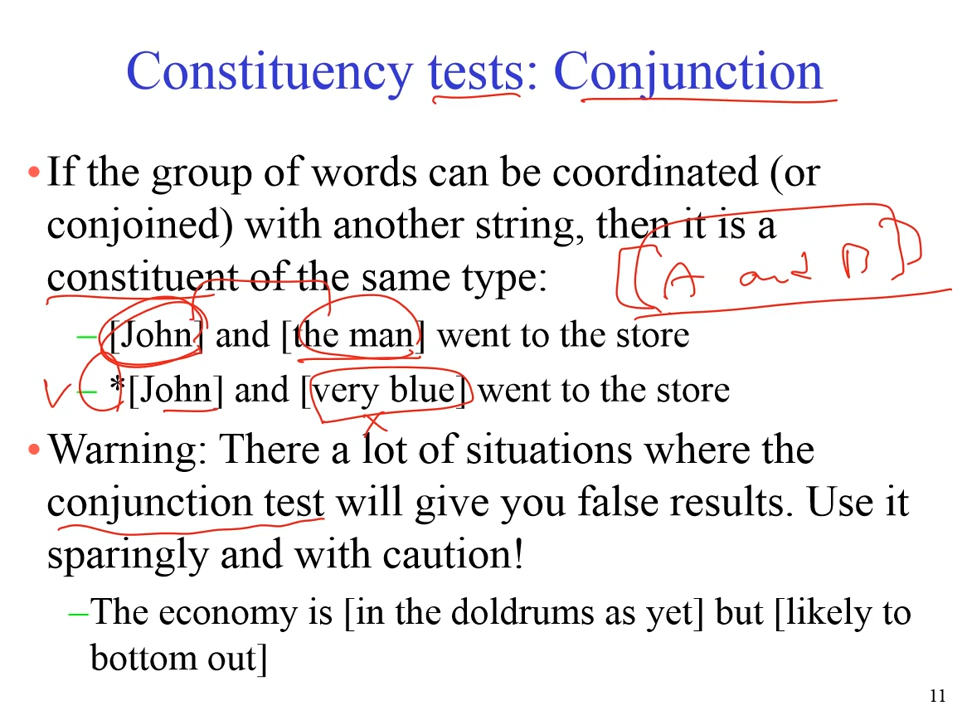 Constituency tests: Conjunction
•If the group of words can be coordinated (or
conjoined) with another string, then it is a
constituent of the same type:
[[A and B]]
–[John] and [the man] went to the store
–*[John] and [very blue] went to the store
•Warning: There a lot of situations where the
conjunction test will give you false results. Use it
sparingly and with caution!
–The economy is [in the doldrums as yet] but [likely to
bottom out]
11